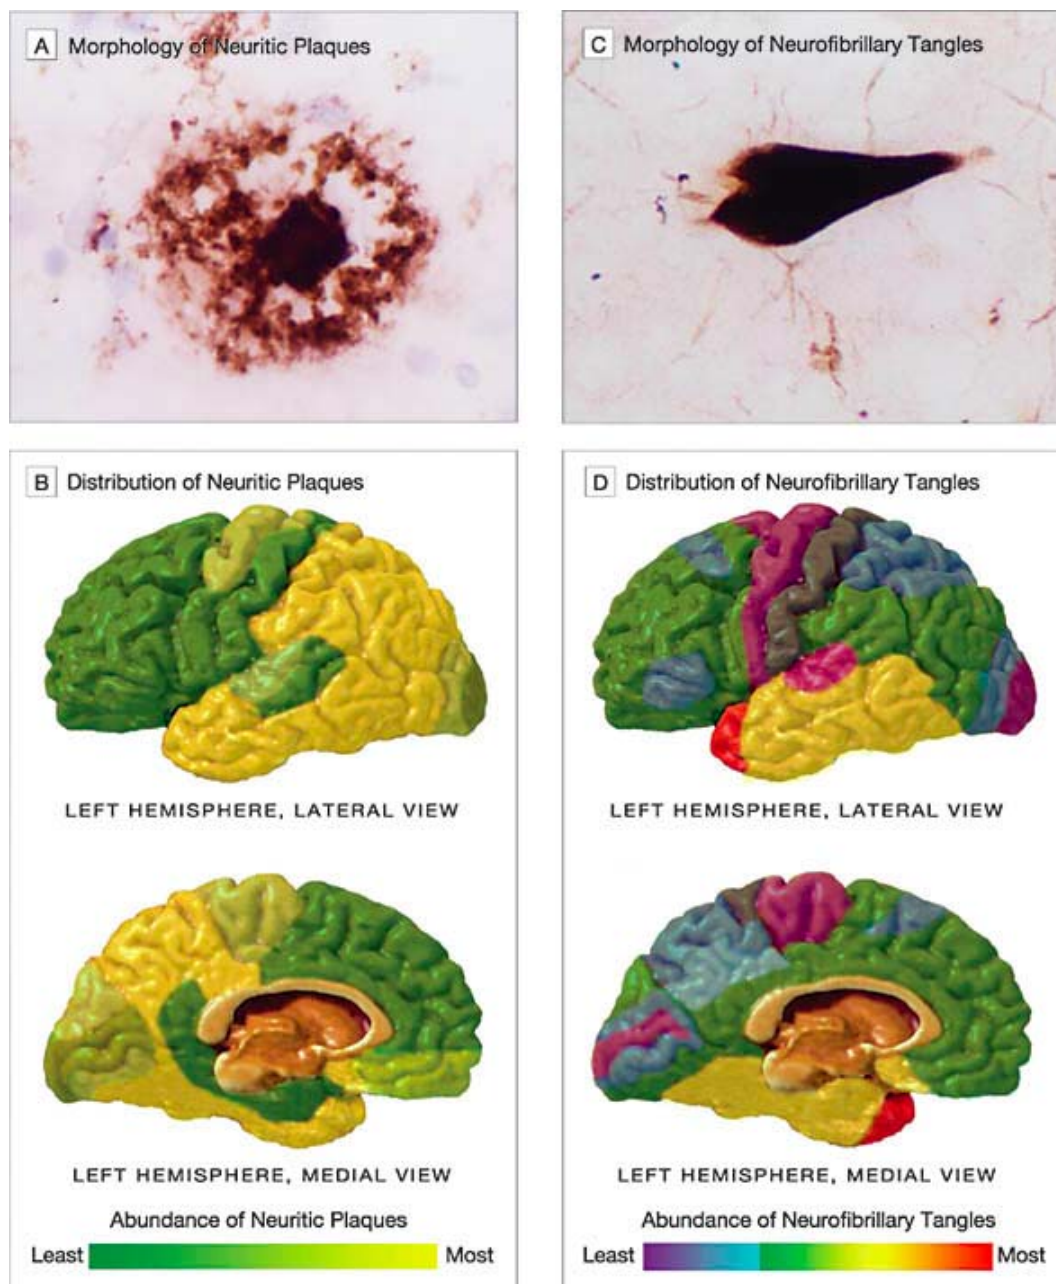 A Morphology of Neuritic Plaques
B Distribution of Neuritic Plaques
LEFT HEMISPHERE, LATERAL VIEW
LEFT HEMISPHERE, MEDIAL VIEW
Abundance of Neuritic Plaques
Least Most
C Morphology of Neurofibrillary Tangles
D Distribution of Neurofibrillary Tangles
LEFT HEMISPHERE, LATERAL VIEW
LEFT HEMISPHERE, MEDIAL VIEW
Abundance of Neurofibrillary Tangles
Least Most